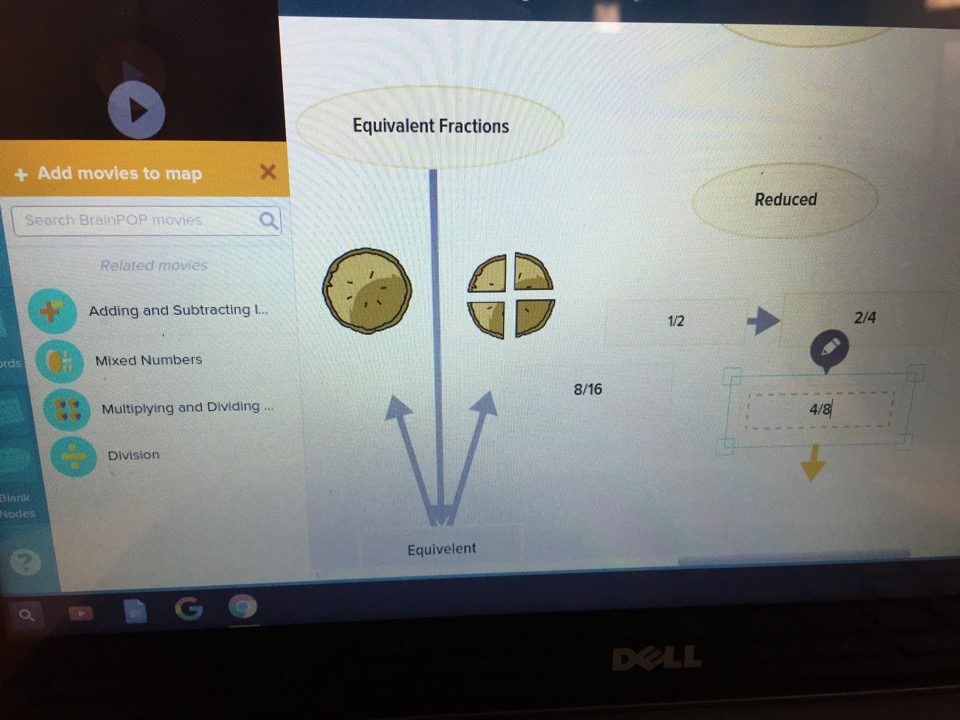 + Add movies to map
Search BrainPOP movies
Related movies
Adding and Subtracting I...
Mixed Numbers
Multiplying and Dividing ...
Division
Blank
Nodes
?
Equivalent Fractions
Reduced
1/2
2/4
8/16
4/8
Equivelent
DELL